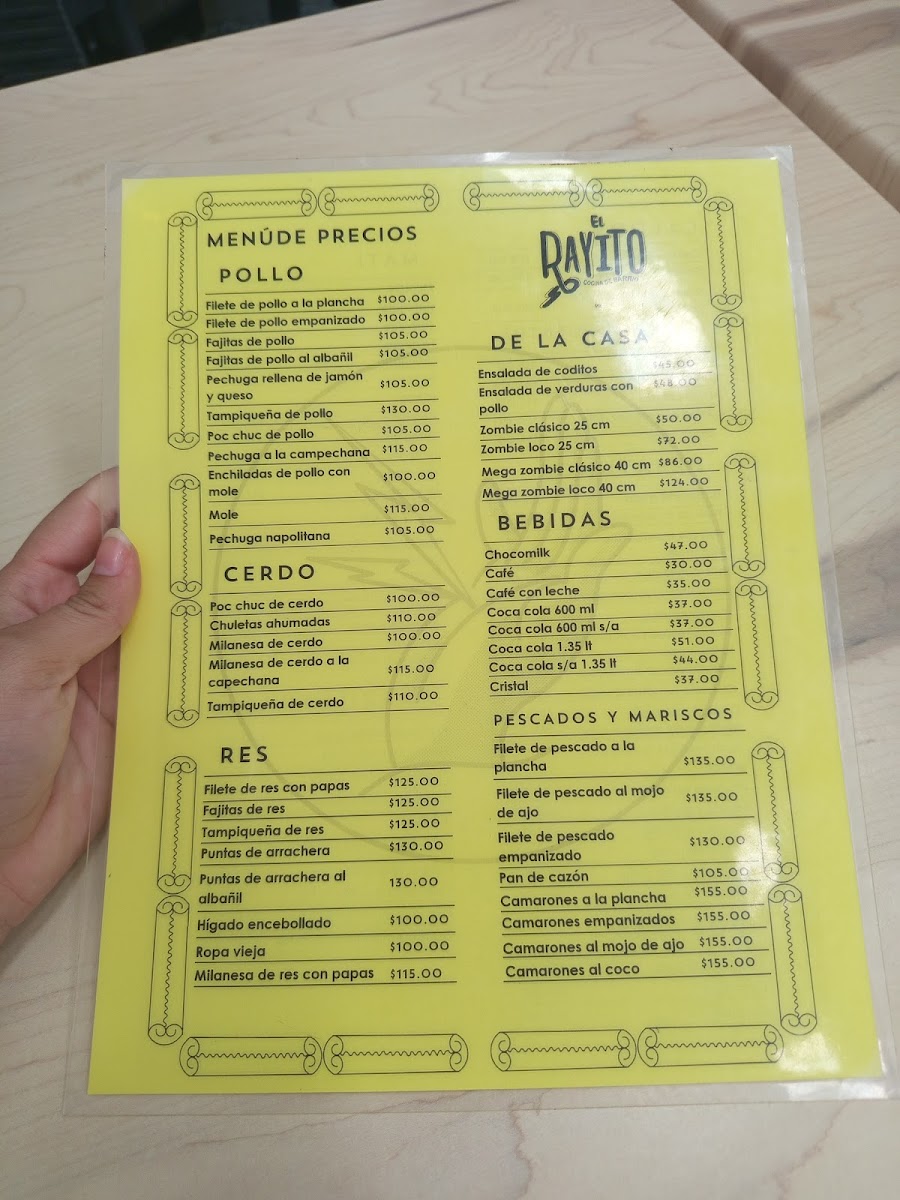 MENÚDE PRECIOS
POLLO
Filete de pollo a la plancha $100.00
Filete de pollo empanizado $100.00
Fajitas de pollo $105.00
Fajitas de pollo al albañil $105.00
Pechuga rellena de jamón
y queso $105.00
Tampiqueña de pollo $130.00
Poc chuc de pollo $105.00
Pechuga a la campechana $115.00
Enchiladas de pollo con
mole $100.00
Mole $115.00
Pechuga napolitana $105.00
CERDO
Poc chuc de cerdo $100.00
Chuletas ahumadas $110.00
Milanesa de cerdo $100.00
Milanesa de cerdo a la
capechana $115.00
Tampiqueña de cerdo $110.00
RES
Filete de res con papas $125.00
Fajitas de res $125.00
Tampiqueña de res $125.00
Puntas de arrachera $130.00
Puntas de arrachera al
albañil 130.00
Hígado encebollado $100.00
Ropa vieja $100.00
Milanesa de res con papas $115.00
EL
RAYITO
DE LA CASA
Ensalada de coditos $45.00
Ensalada de verduras con
pollo $48.00
Zombie clásico 25 cm $50.00
Zombie loco 25 cm $72.00
Mega zombie clásico 40 cm $86.00
Mega zombie loco 40 cm $124.00
BEBIDAS
Chocomilk $47.00
Café $30.00
Café con leche $35.00
Coca cola 600 ml $37.00
Coca cola 600 ml s/a $37.00
Coca cola 1.35 lt $51.00
Coca cola s/a 1.35 lt $44.00
Cristal $37.00
PESCADOS Y MARISCOS
Filete de pescado a la
plancha $135.00
Filete de pescado al mojo
de ajo $135.00
Filete de pescado
empanizado $130.00
Pan de cazón $105.00
Camarones a la plancha $155.00
Camarones empanizados $155.00
Camarones al mojo de ajo $155.00
Camarones al coco $155.00